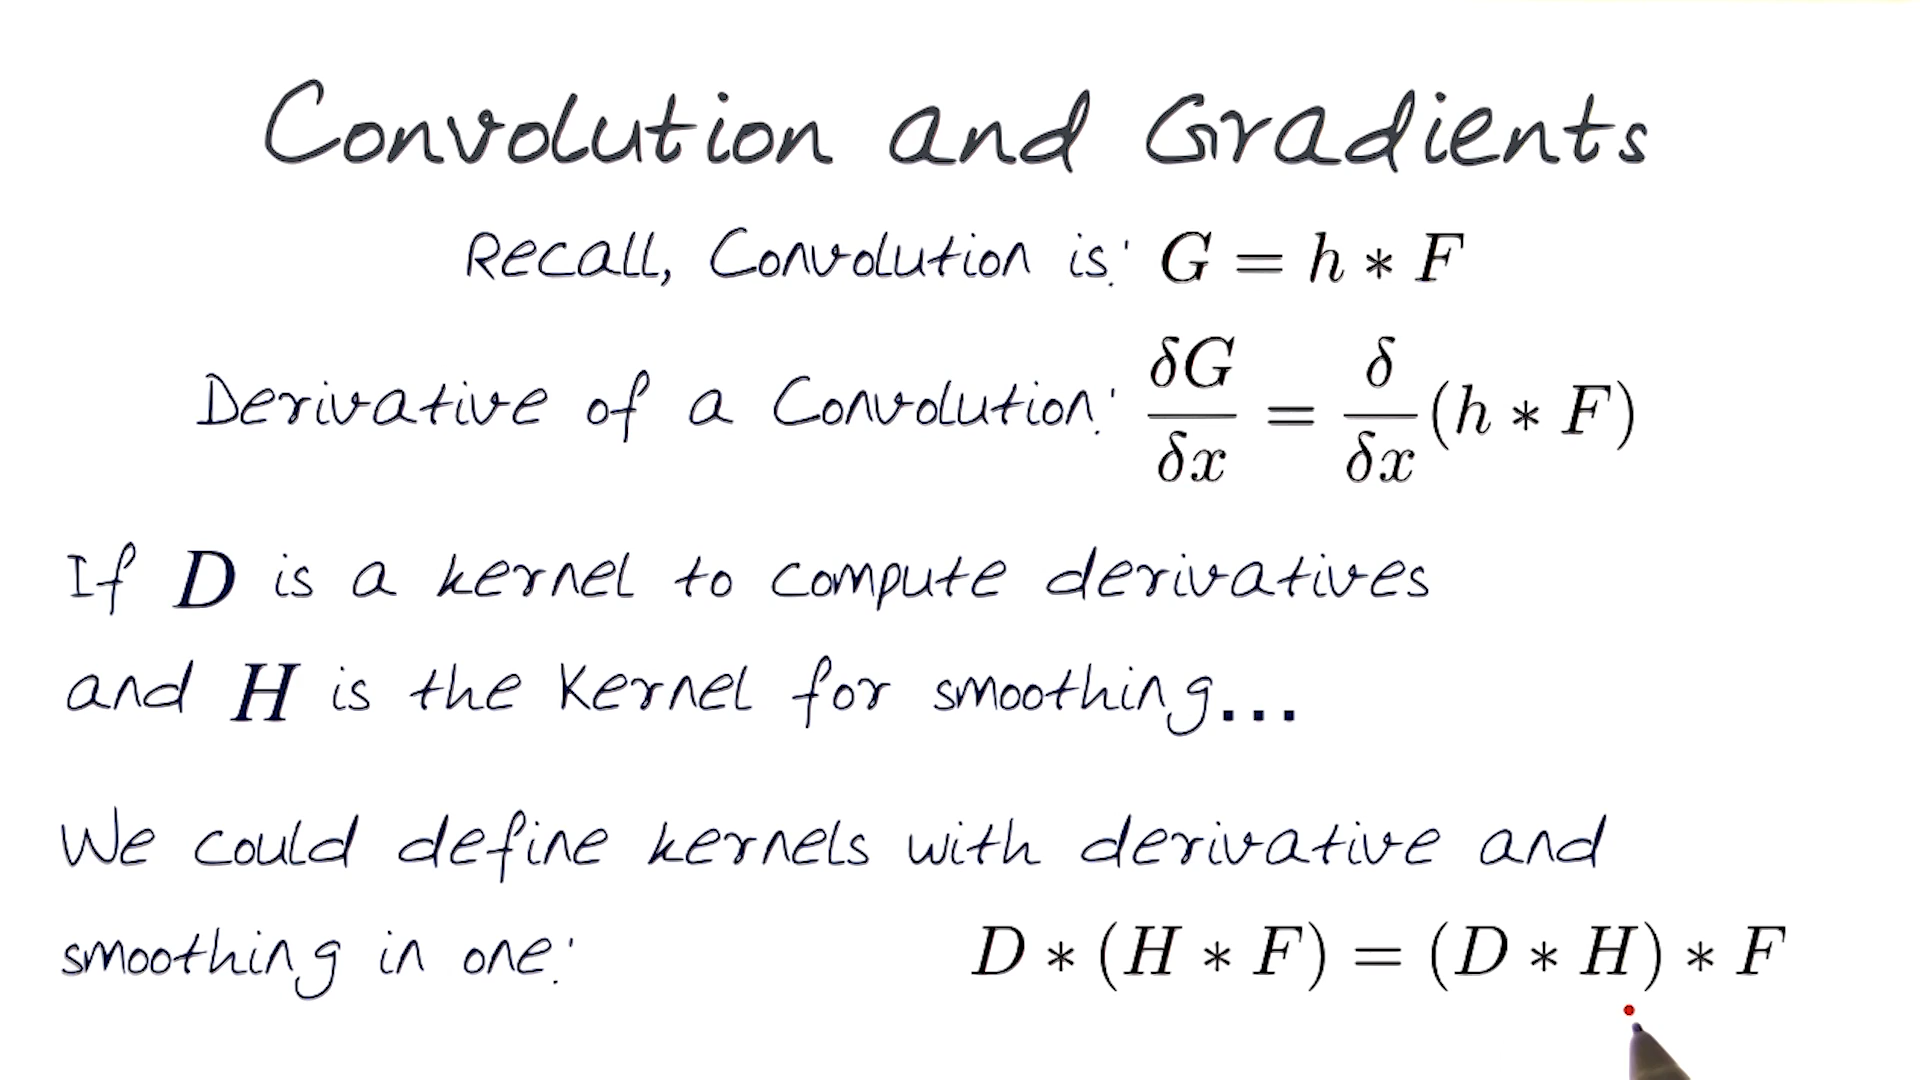 Convolution and Gradients
Recall, Convolution is: G = h ∗ F
Derivative of a Convolution: δG/δx = δ/δx (h ∗ F)
If D is a kernel to compute derivatives
and H is the kernel for smoothing...
We could define kernels with derivative and
smoothing in one: D ∗ (H ∗ F) = (D ∗ H) ∗ F